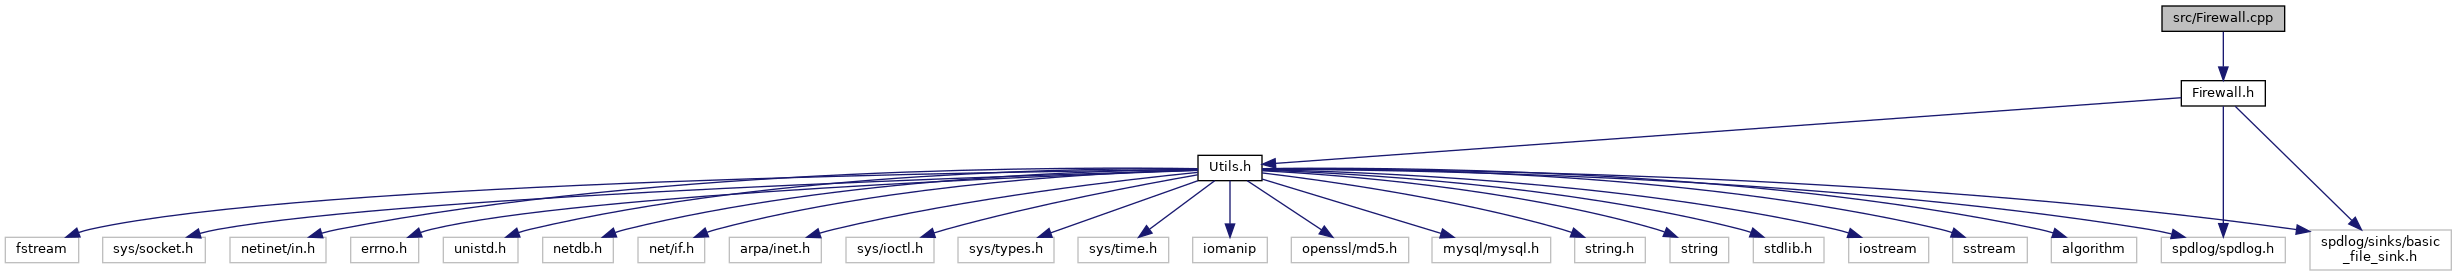 src/Firewall.cpp
Firewall.h
Utils.h
fstream
sys/socket.h
netinet/in.h
errno.h
unistd.h
netdb.h
net/if.h
arpa/inet.h
sys/ioctl.h
sys/types.h
sys/time.h
iomanip
openssl/md5.h
mysql/mysql.h
string.h
string
stdlib.h
iostream
sstream
algorithm
spdlog/spdlog.h
spdlog/sinks/basic
_file_sink.h